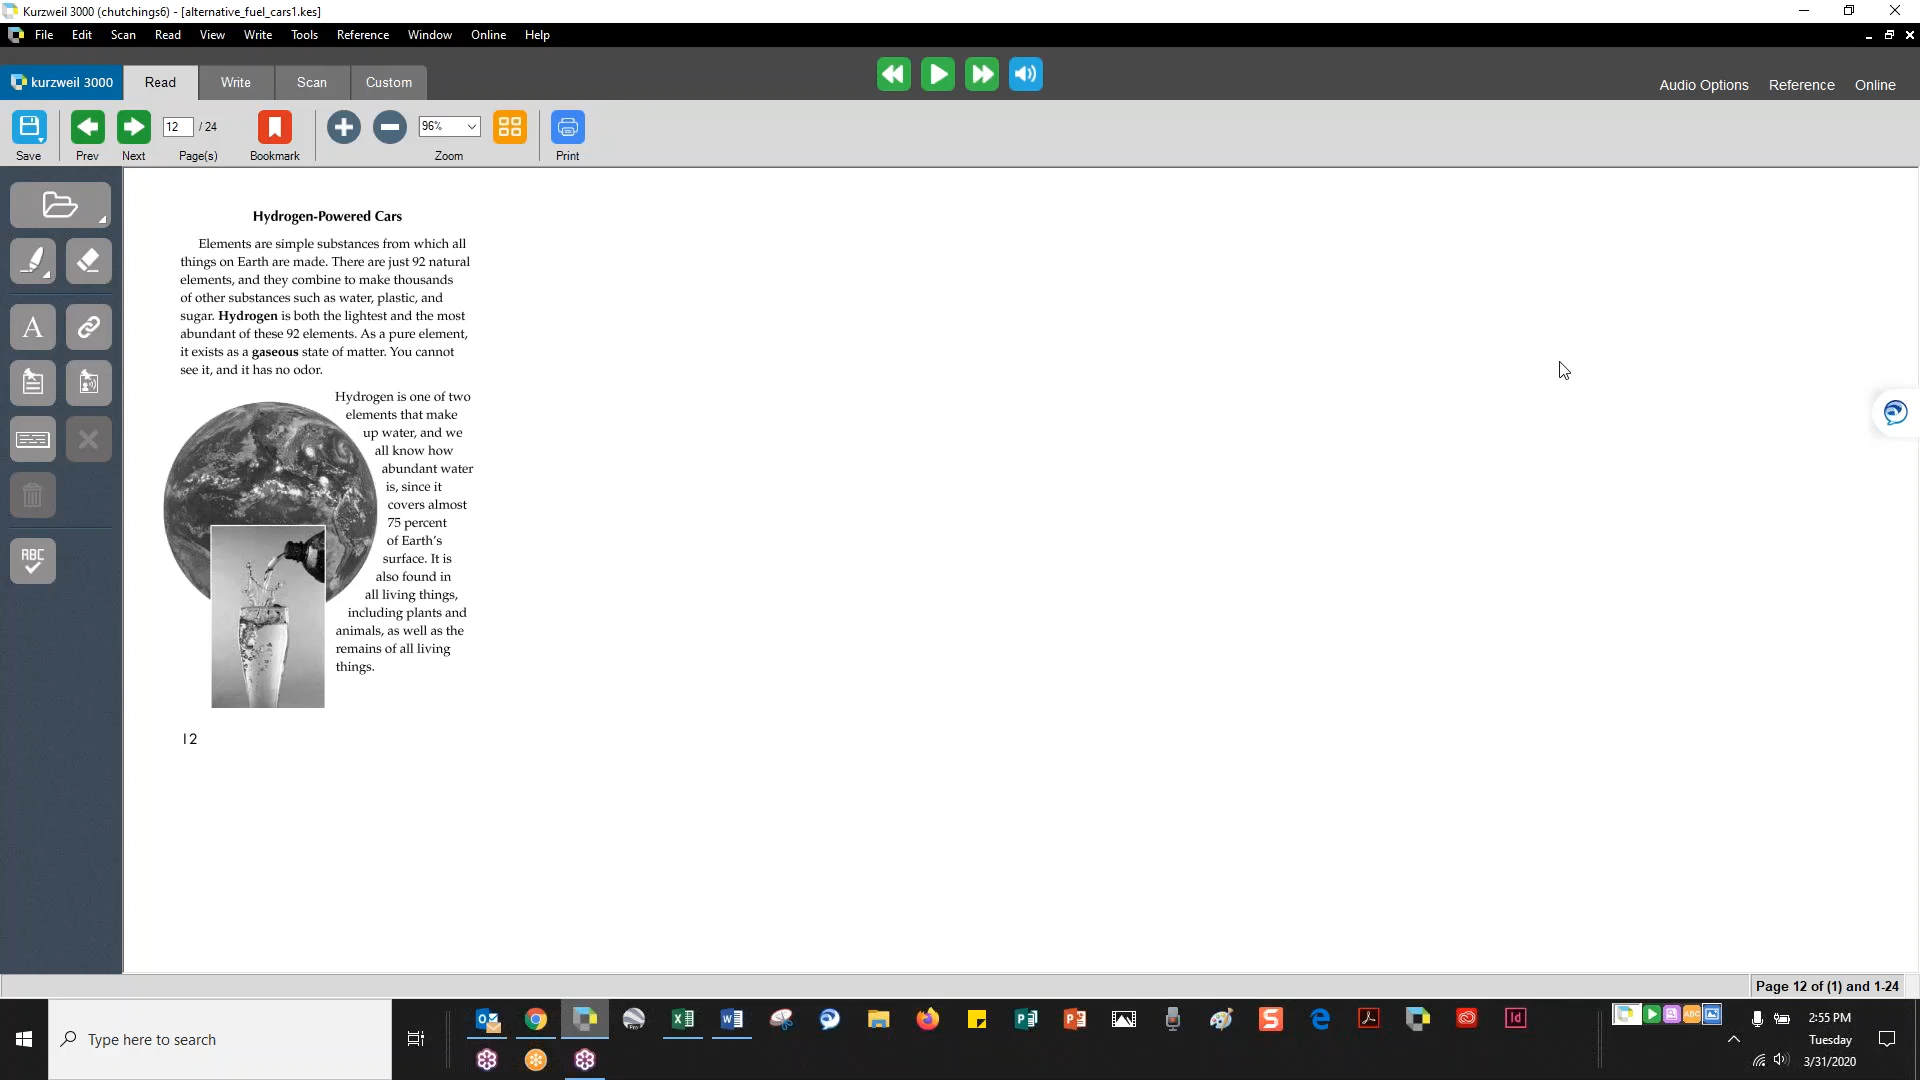 Kurzweil 3000 (chutchings6) - [alternative_fuel_cars1.kes]
File Edit Scan Read View Write Tools Reference Window Online Help
kurzweil 3000 Read Write Scan Custom
Audio Options Reference Online
12 / 24 96%
Save Prev Next Page(s) Bookmark Zoom Print
Hydrogen-Powered Cars
Elements are simple substances from which all
things on Earth are made. There are just 92 natural
elements, and they combine to make thousands
of other substances such as water, plastic, and
sugar. Hydrogen is both the lightest and the most
abundant of these 92 elements. As a pure element,
it exists as a gaseous state of matter. You cannot
see it, and it has no odor.
Hydrogen is one of two
elements that make
up water, and we
all know how
abundant water
is, since it
covers almost
75 percent
of Earth's
surface. It is
also found in
all living things,
including plants and
animals, as well as the
remains of all living
things.
12
A
ABC
Page 12 of (1) and 1-24
Type here to search
2:55 PM
Tuesday
3/31/2020